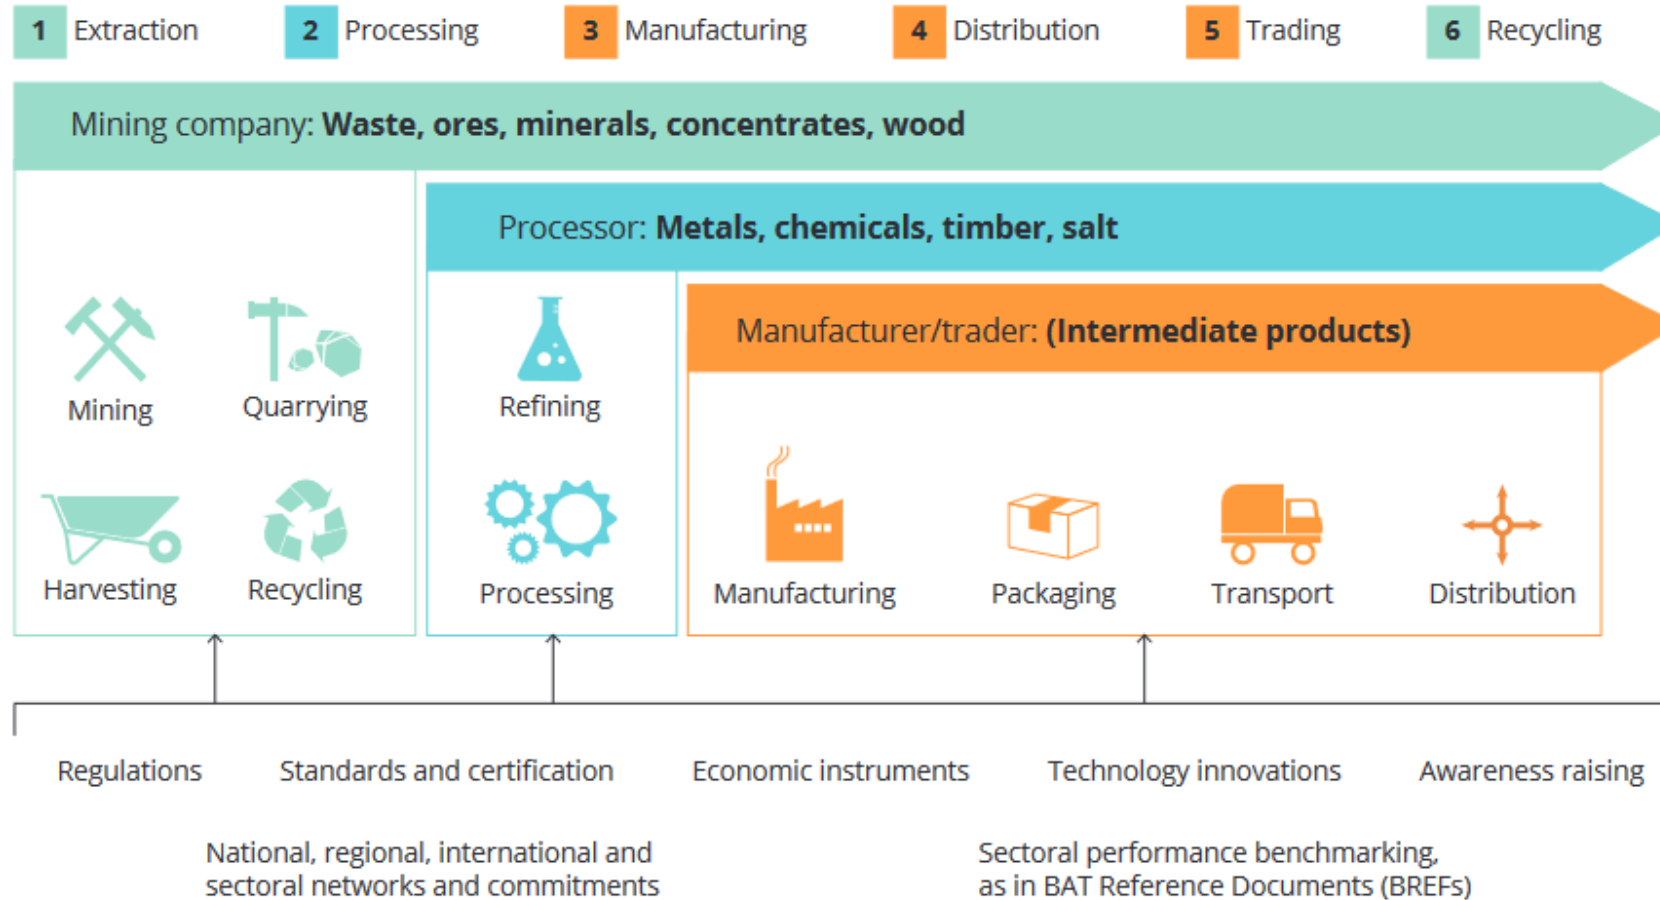 1 Extraction 2 Processing 3 Manufacturing 4 Distribution 5 Trading 6 Recycling
Mining company: Waste, ores, minerals, concentrates, wood
Processor: Metals, chemicals, timber, salt
Manufacturer/trader: (Intermediate products)
Mining Quarrying Refining
Harvesting Recycling Processing Manufacturing Packaging Transport Distribution
Regulations Standards and certification Economic instruments Technology innovations Awareness raising
National, regional, international and
sectoral networks and commitments
Sectoral performance benchmarking,
as in BAT Reference Documents (BREFs)